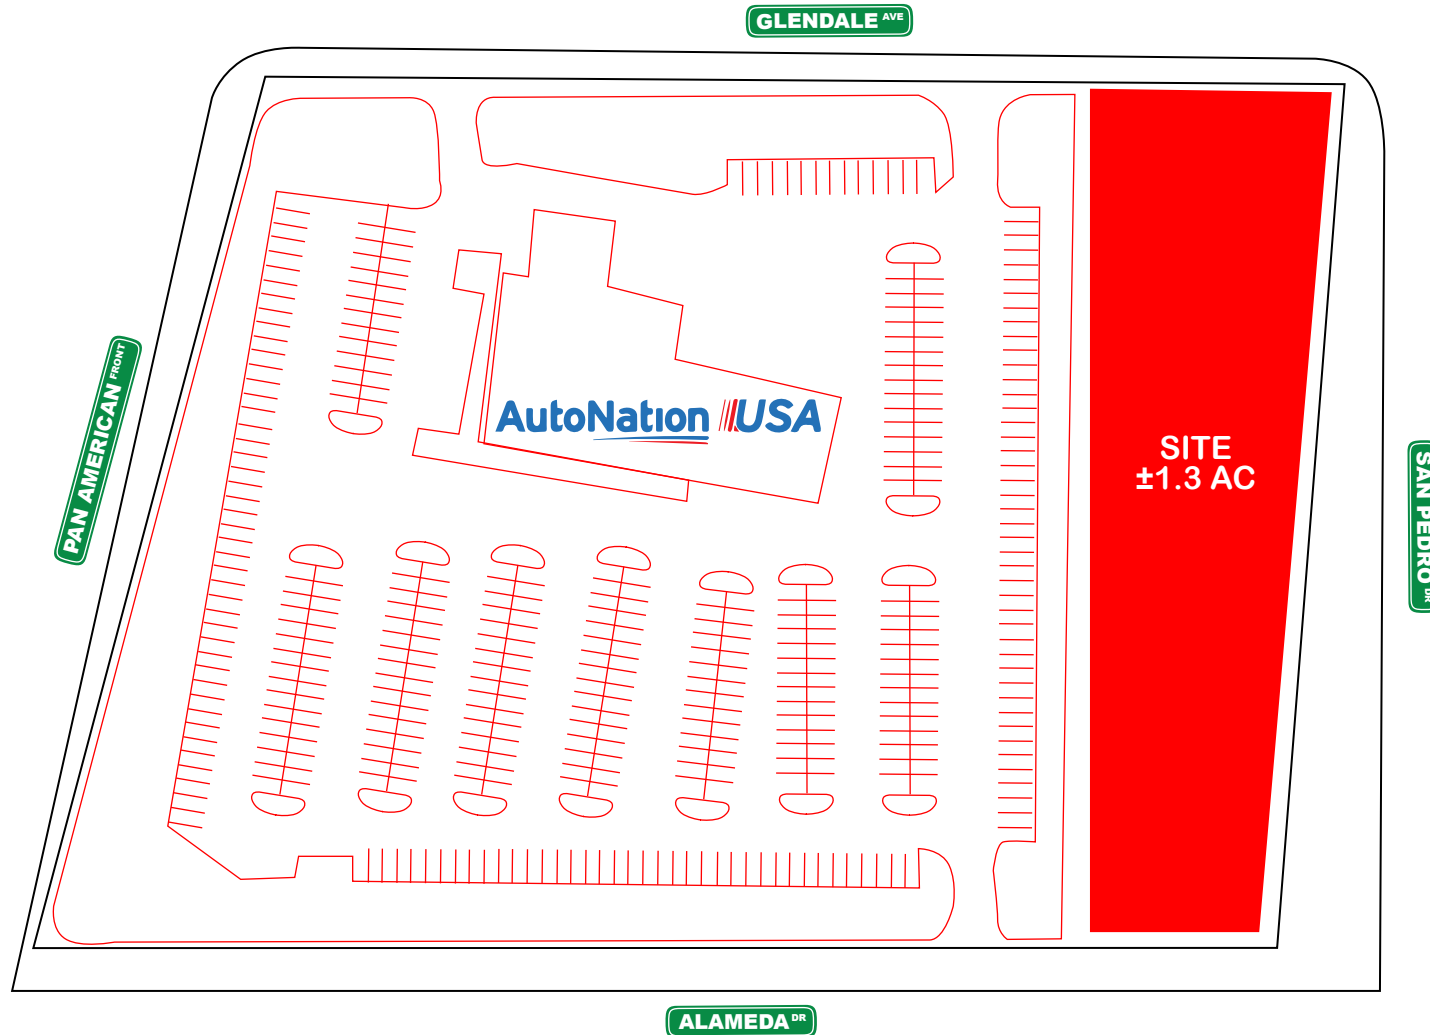 GLENDALE AVE
PAN AMERICAN FRONT
AutoNation USA
SITE
±1.3 AC
SAN PEDRO DR
ALAMEDA DR